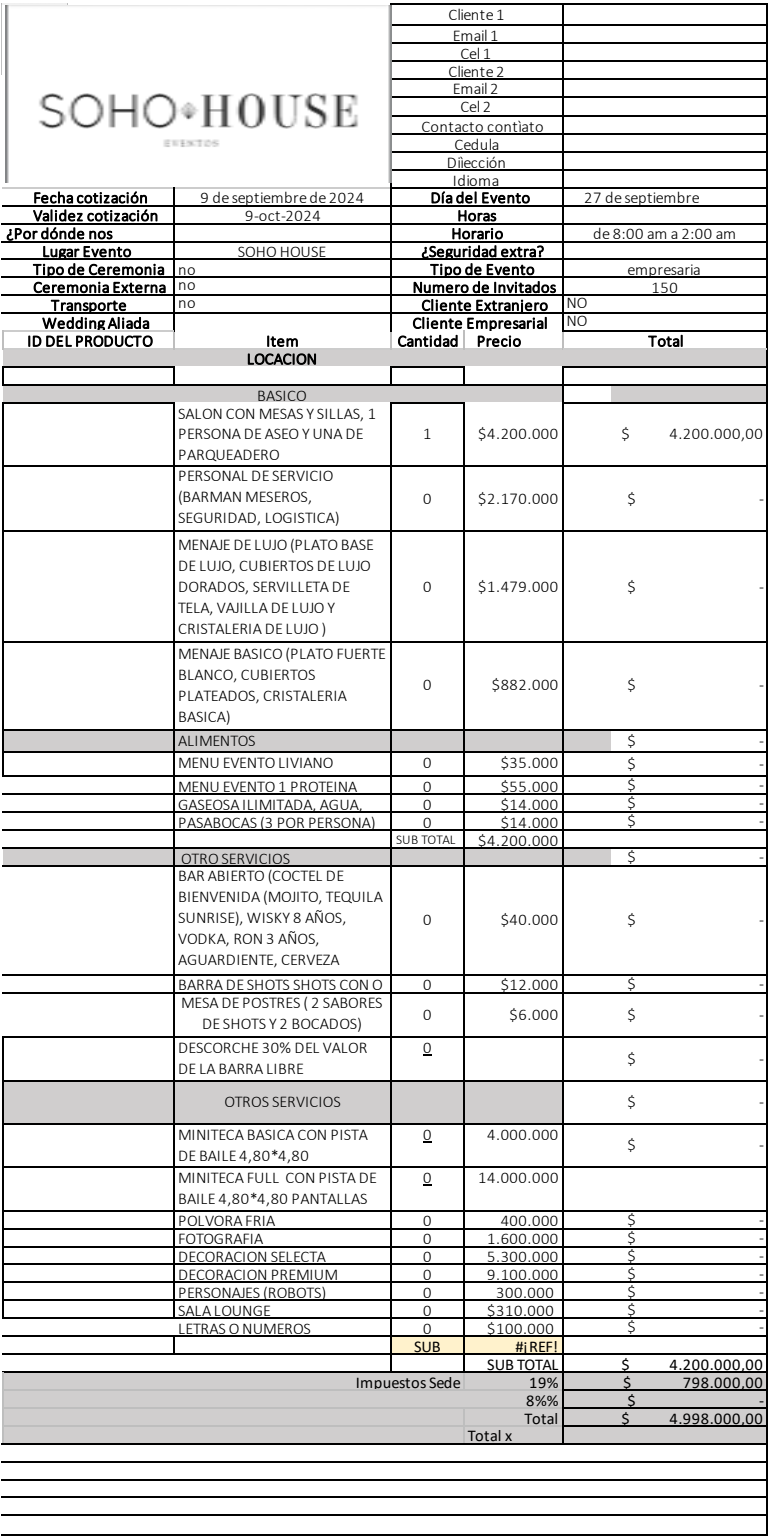 SOHO HOUSE
EVENTOS
Cliente 1
Email 1
Cel 1
Cliente 2
Email 2
Cel 2
Contacto contìato
Cedula
Dìlección
Idioma
Fecha cotización 9 de septiembre de 2024 Día del Evento 27 de septiembre
Validez cotización 9-oct-2024 Horas
¿Por dónde nos Horario de 8:00 am a 2:00 am
Lugar Evento SOHO HOUSE ¿Seguridad extra?
Tipo de Ceremonia no Tipo de Evento empresaria
Ceremonia Externa no Numero de Invitados 150
Transporte no Cliente Extranjero NO
Wedding Aliada Cliente Empresarial NO
ID DEL PRODUCTO Item Cantidad Precio Total
LOCACION
BASICO
SALON CON MESAS Y SILLAS, 1
PERSONA DE ASEO Y UNA DE 1 $4.200.000 $ 4.200.000,00
PARQUEADERO
PERSONAL DE SERVICIO
(BARMAN MESEROS, 0 $2.170.000 $ -
SEGURIDAD, LOGISTICA)
MENAJE DE LUJO (PLATO BASE
DE LUJO, CUBIERTOS DE LUJO
DORADOS, SERVILLETA DE 0 $1.479.000 $ -
TELA, VAJILLA DE LUJO Y
CRISTALERIA DE LUJO )
MENAJE BASICO (PLATO FUERTE
BLANCO, CUBIERTOS
PLATEADOS, CRISTALERIA 0 $882.000 $ -
BASICA)
ALIMENTOS $ -
MENU EVENTO LIVIANO 0 $35.000 $ -
MENU EVENTO 1 PROTEINA 0 $55.000 $ -
GASEOSA ILIMITADA, AGUA, 0 $14.000 $ -
PASABOCAS (3 POR PERSONA) 0 $14.000 $ -
SUB TOTAL $4.200.000
OTRO SERVICIOS $ -
BAR ABIERTO (COCTEL DE
BIENVENIDA (MOJITO, TEQUILA
SUNRISE), WISKY 8 AÑOS, 0 $40.000 $ -
VODKA, RON 3 AÑOS,
AGUARDIENTE, CERVEZA
BARRA DE SHOTS SHOTS CON O 0 $12.000 $ -
MESA DE POSTRES ( 2 SABORES
DE SHOTS Y 2 BOCADOS) 0 $6.000 $ -
DESCORCHE 30% DEL VALOR 0
DE LA BARRA LIBRE $ -
OTROS SERVICIOS $ -
MINITECA BASICA CON PISTA 0 4.000.000
DE BAILE 4,80*4,80 $ -
MINITECA FULL CON PISTA DE 0 14.000.000
BAILE 4,80*4,80 PANTALLAS
POLVORA FRIA 0 400.000 $ -
FOTOGRAFIA 0 1.600.000 $ -
DECORACION SELECTA 0 5.300.000 $ -
DECORACION PREMIUM 0 9.100.000 $ -
PERSONAJES (ROBOTS) 0 300.000 $ -
SALA LOUNGE 0 $310.000 $ -
LETRAS O NUMEROS 0 $100.000 $ -
SUB #¡REF!
SUB TOTAL $ 4.200.000,00
Impuestos Sede 19% $ 798.000,00
8%% $ -
Total $ 4.998.000,00
Total x